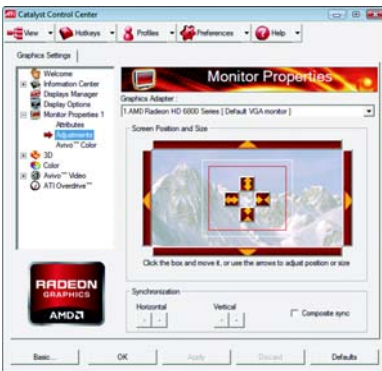 Catalyst Control Center
View Hotkeys Profiles Preferences Help
Graphics Settings
Welcome
Information Center
Displays Manager
Display Options
Monitor Properties 1
Attributes
Adjustments
Avivo™ Color
3D
Color
Avivo™ Video
ATI Overdrive™
RADEON
GRAPHICS
AMD
Monitor Properties
Graphics Adapter :
1.AMD Radeon HD 6800 Series [ Default VGA monitor ]
Screen Position and Size
Click the box and move it, or use the arrows to adjust position or size
Synchronization
Horizontal Vertical
- - - -
Composite sync
Basic... OK Apply Discard Defaults